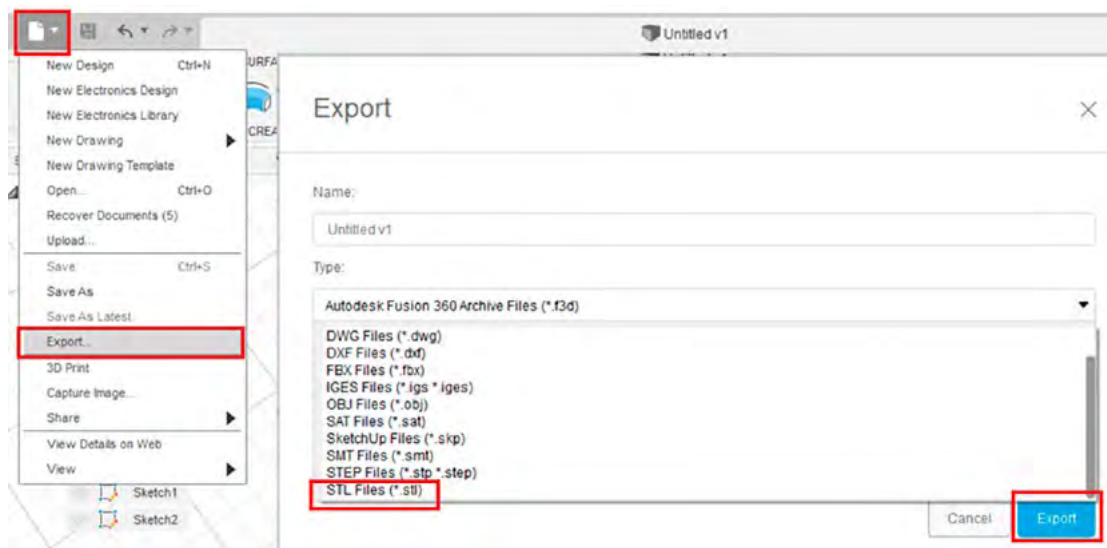 Untitled v1
New Design Ctrl+N
New Electronics Design
New Electronics Library
New Drawing
New Drawing Template
Open... Ctrl+O
Recover Documents (5)
Upload...
Save Ctrl+S
Save As
Save As Latest
Export...
3D Print
Capture Image...
Share
View Details on Web
View
Sketch1
Sketch2
URFA
CREA
Export
Name:
Untitled v1
Type:
Autodesk Fusion 360 Archive Files (*.f3d)
DWG Files (*.dwg)
DXF Files (*.dxf)
FBX Files (*.fbx)
IGES Files (*.igs *.iges)
OBJ Files (*.obj)
SAT Files (*.sat)
SketchUp Files (*.skp)
SMT Files (*.smt)
STEP Files (*.stp *.step)
STL Files (*.stl)
Cancel Export